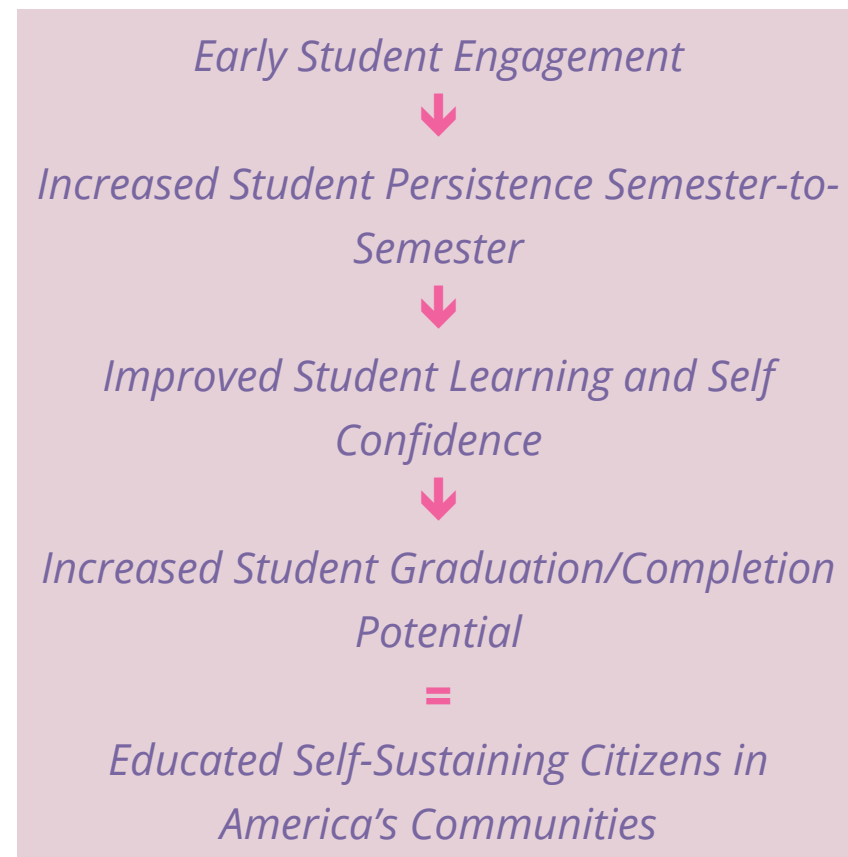 Early Student Engagement
↓
Increased Student Persistence Semester-to-
Semester
↓
Improved Student Learning and Self
Confidence
↓
Increased Student Graduation/Completion
Potential
=
Educated Self-Sustaining Citizens in
America’s Communities